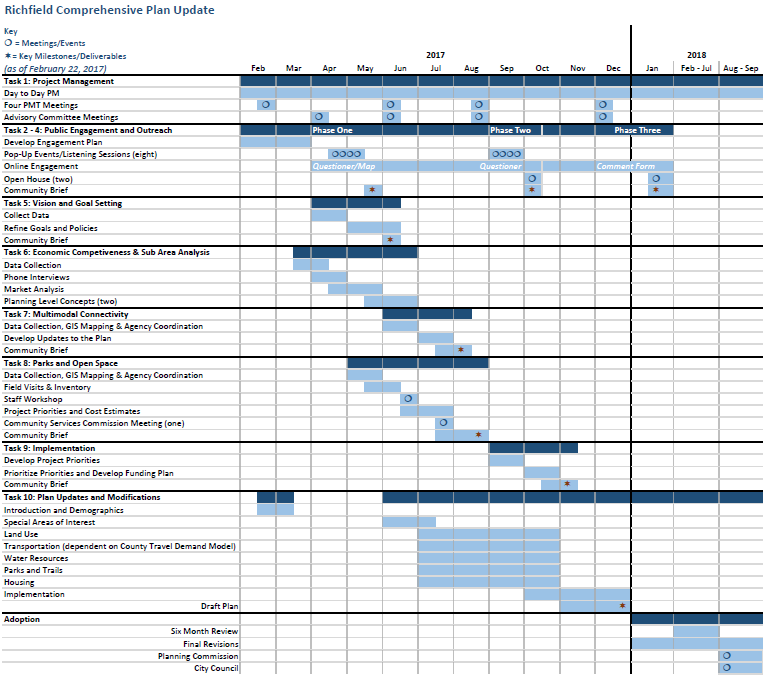 Richfield Comprehensive Plan Update
Key
= Meetings/Events
✶= Key Milestones/Deliverables
2017 2018
(as of February 22, 2017) Feb Mar Apr May Jun Jul Aug Sep Oct Nov Dec Jan Feb - Jul Aug - Sep
Task 1: Project Management
Day to Day PM
Four PMT Meetings
Advisory Committee Meetings
Task 2 - 4: Public Engagement and Outreach Phase One Phase Two Phase Three
Develop Engagement Plan
Pop-Up Events/Listening Sessions (eight)
Online Engagement Questioner/Map Questioner Comment Form
Open House (two)
Community Brief
Task 5: Vision and Goal Setting
Collect Data
Refine Goals and Policies
Community Brief
Task 6: Economic Competiveness & Sub Area Analysis
Data Collection
Phone Interviews
Market Analysis
Planning Level Concepts (two)
Task 7: Multimodal Connectivity
Data Collection, GIS Mapping & Agency Coordination
Develop Updates to the Plan
Community Brief
Task 8: Parks and Open Space
Data Collection, GIS Mapping & Agency Coordination
Field Visits & Inventory
Staff Workshop
Project Priorities and Cost Estimates
Community Services Commission Meeting (one)
Community Brief
Task 9: Implementation
Develop Project Priorities
Prioritize Priorities and Develop Funding Plan
Community Brief
Task 10: Plan Updates and Modifications
Introduction and Demographics
Special Areas of Interest
Land Use
Transportation (dependent on County Travel Demand Model)
Water Resources
Parks and Trails
Housing
Implementation
Draft Plan
Adoption
Six Month Review
Final Revisions
Planning Commission
City Council